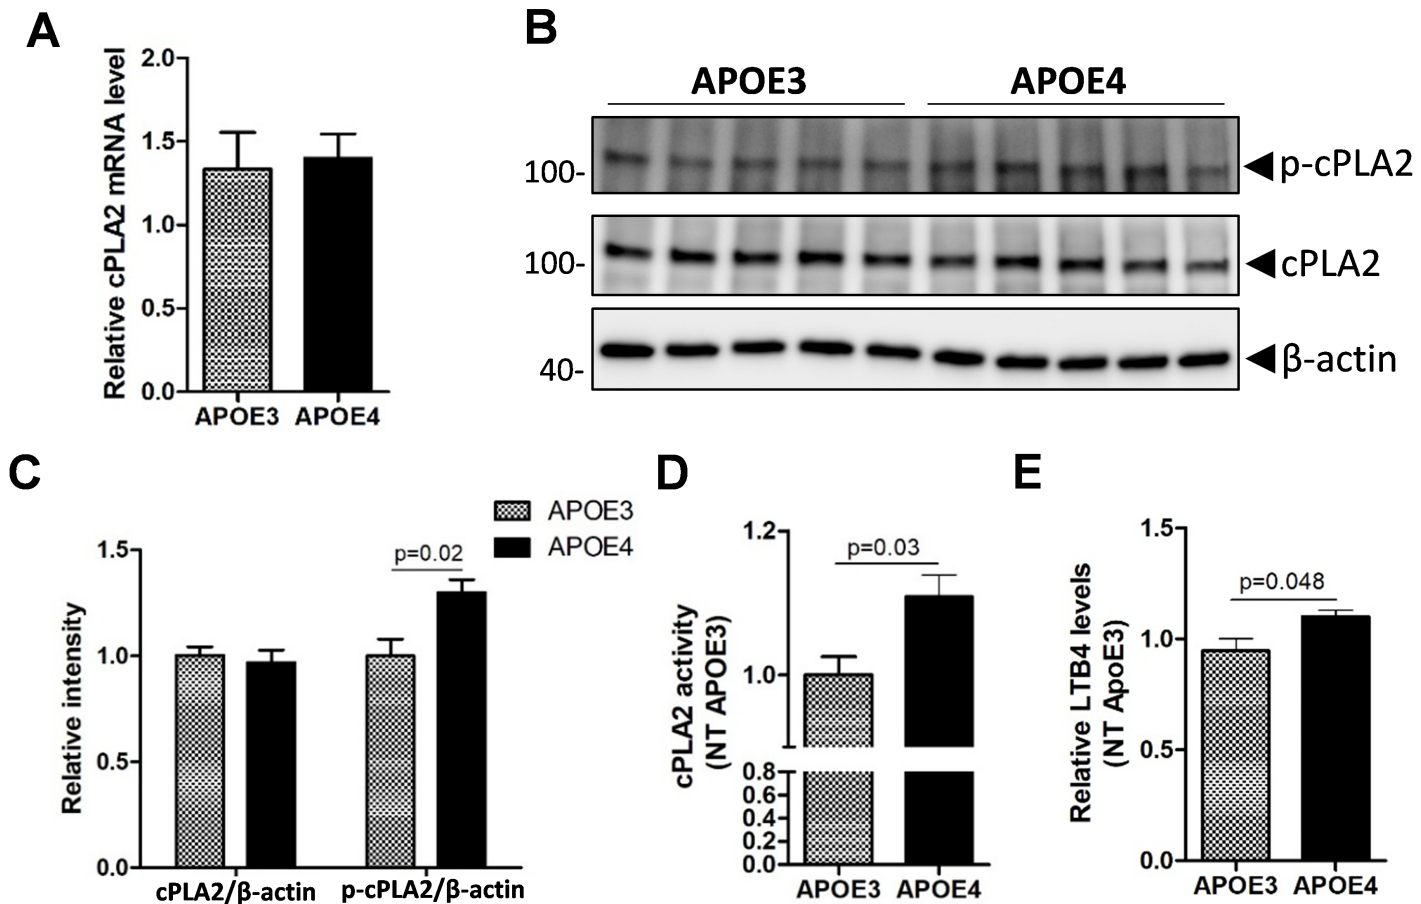 A
Relative cPLA2 mRNA level
2.0
1.5
1.0
0.5
0.0
APOE3 APOE4
B
APOE3 APOE4
100-
p-cPLA2
100-
cPLA2
40-
β-actin
C
APOE3
APOE4
Relative intensity
1.5
1.0
0.5
0.0
p=0.02
cPLA2/β-actin p-cPLA2/β-actin
D
cPLA2 activity
(NT APOE3)
1.2
1.0
0.8
0.6
0.4
0.2
0.0
p=0.03
APOE3 APOE4
E
Relative LTB4 levels
(NT ApoE3)
1.5
1.0
0.5
0.0
p=0.048
APOE3 APOE4